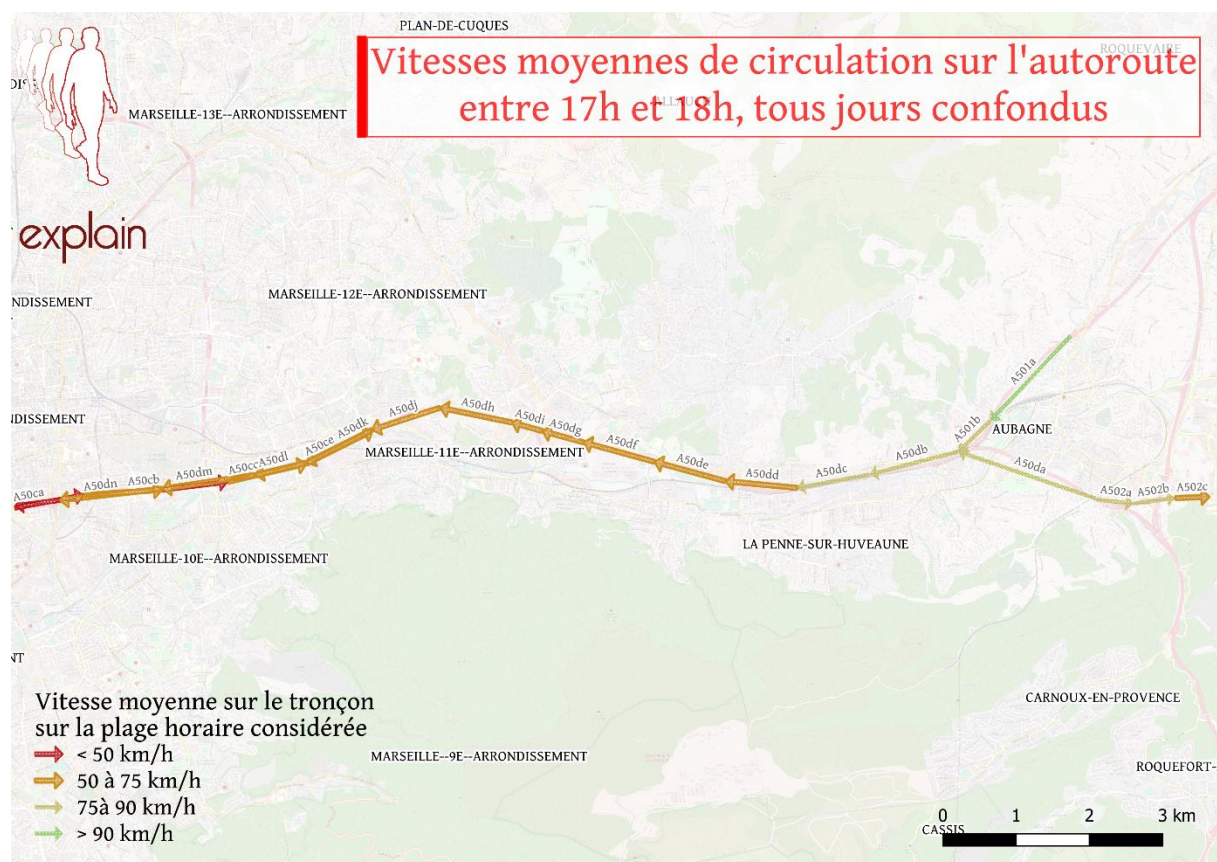 PLAN-DE-CUQUES
ROQUEVAIRE
Vitesses moyennes de circulation sur l'autoroute
entre 17h et 18h, tous jours confondus
MARSEILLE-13E--ARRONDISSEMENT
explain
MARSEILLE-12E--ARRONDISSEMENT
NDISSEMENT
A501a
NDISSEMENT
A50dj
A50dh
A50di
A50dg
A50df
A50de
A50dd
A50dc
A50db
A501b
AUBAGNE
A50da
A502a
A502b
A502c
A50ca
A50dn
A50cb
A50dm
A50cc
A50dl
A50ce
A50dk
MARSEILLE-11E--ARRONDISSEMENT
MARSEILLE-10E--ARRONDISSEMENT
LA PENNE-SUR-HUVEAUNE
NT
Vitesse moyenne sur le tronçon
sur la plage horaire considérée
< 50 km/h
50 à 75 km/h
75à 90 km/h
> 90 km/h
MARSEILLE--9E--ARRONDISSEMENT
CARNOUX-EN-PROVENCE
ROQUEFORT-
0 1 2 3 km
CASSIS